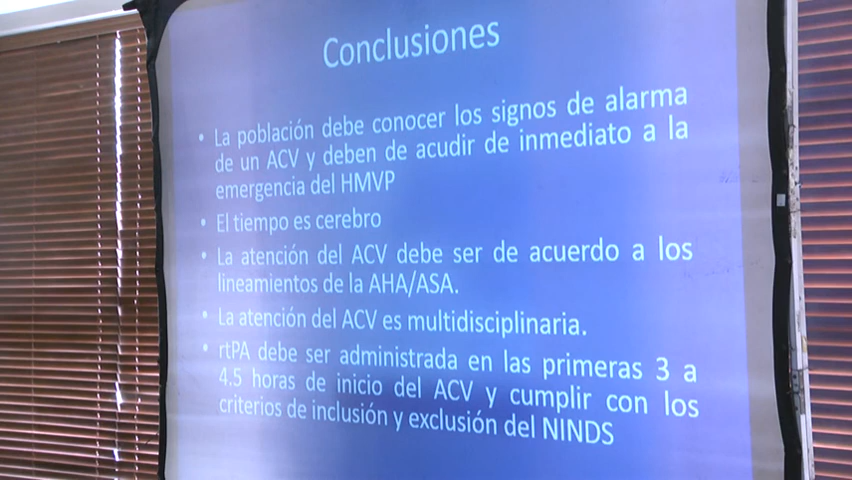 Conclusiones
• La población debe conocer los signos de alarma
de un ACV y deben de acudir de inmediato a la
emergencia del HMVP
• El tiempo es cerebro
• La atención del ACV debe ser de acuerdo a los
lineamientos de la AHA/ASA.
• La atención del ACV es multidisciplinaria.
• rtPA debe ser administrada en las primeras 3 a
4.5 horas de inicio del ACV y cumplir con los
criterios de inclusión y exclusión del NINDS